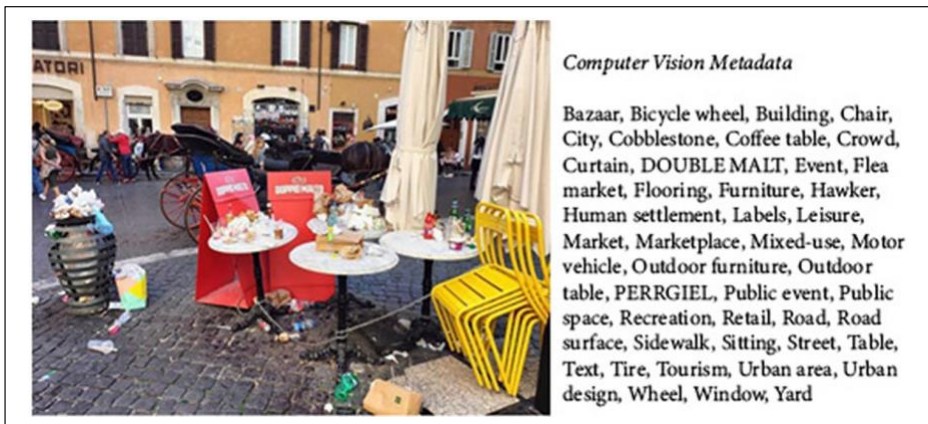 ATORI
Computer Vision Metadata
Bazaar, Bicycle wheel, Building, Chair,
City, Cobblestone, Coffee table, Crowd,
Curtain, DOUBLE MALT, Event, Flea
market, Flooring, Furniture, Hawker,
Human settlement, Labels, Leisure,
Market, Marketplace, Mixed-use, Motor
vehicle, Outdoor furniture, Outdoor
table, PERRGIEL, Public event, Public
space, Recreation, Retail, Road, Road
surface, Sidewalk, Sitting, Street, Table,
Text, Tire, Tourism, Urban area, Urban
design, Wheel, Window, Yard